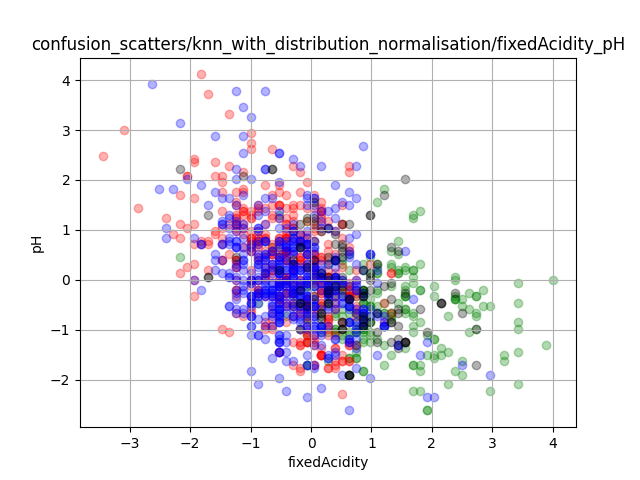 confusion_scatters/knn_with_distribution_normalisation/fixedAcidity_pH
4
3
2
1
0
−1
−2
pH
−3 −2 −1 0 1 2 3 4
fixedAcidity